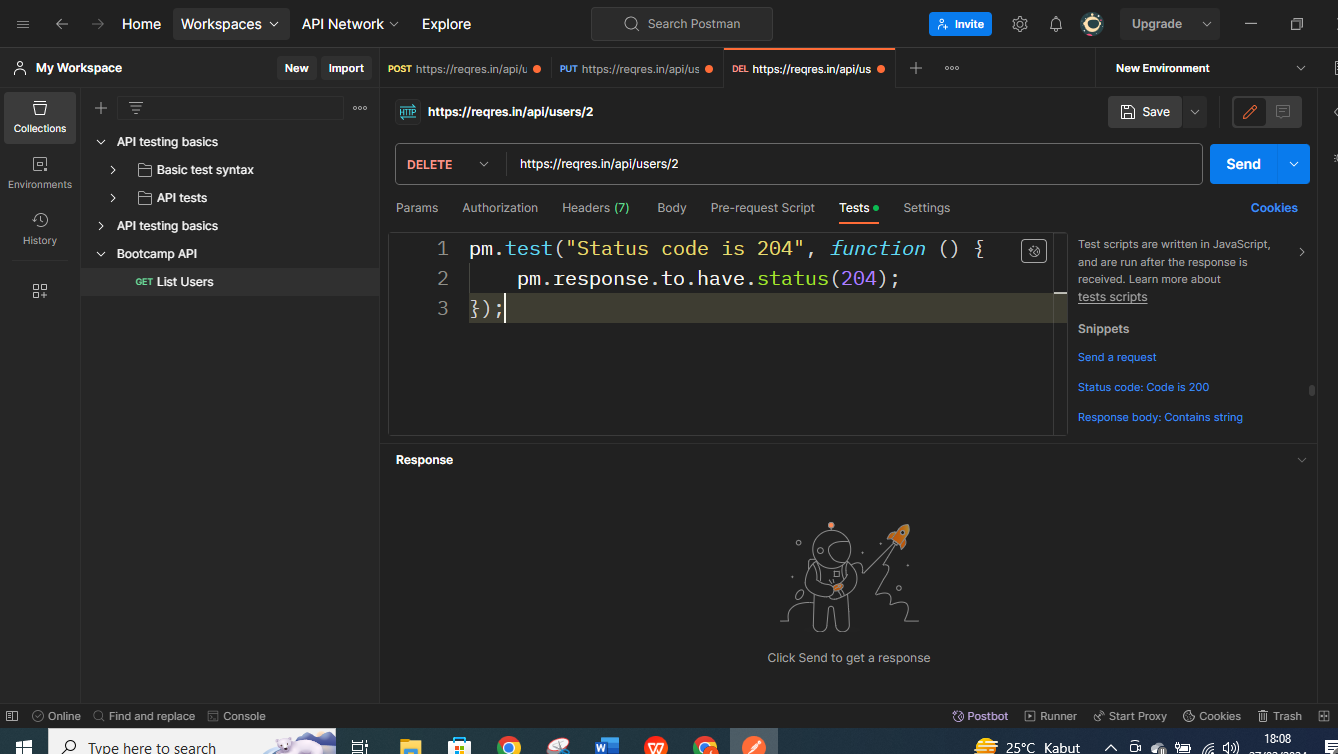 Home Workspaces API Network Explore Search Postman Invite Upgrade
My Workspace New Import
POST https://reqres.in/api/u PUT https://reqres.in/api/us DEL https://reqres.in/api/us New Environment
Collections
Environments
History
API testing basics
Basic test syntax
API tests
API testing basics
Bootcamp API
GET List Users
HTTP https://reqres.in/api/users/2 Save
DELETE https://reqres.in/api/users/2 Send
Params Authorization Headers (7) Body Pre-request Script Tests Settings Cookies
1 pm.test("Status code is 204", function () {
2 pm.response.to.have.status(204);
3 });
Test scripts are written in JavaScript,
and are run after the response is
received. Learn more about
tests scripts
Snippets
Send a request
Status code: Code is 200
Response body: Contains string
Response
Click Send to get a response
Online Find and replace Console Postbot Runner Start Proxy Cookies Trash
Type here to search 25°C Kabut 18:08